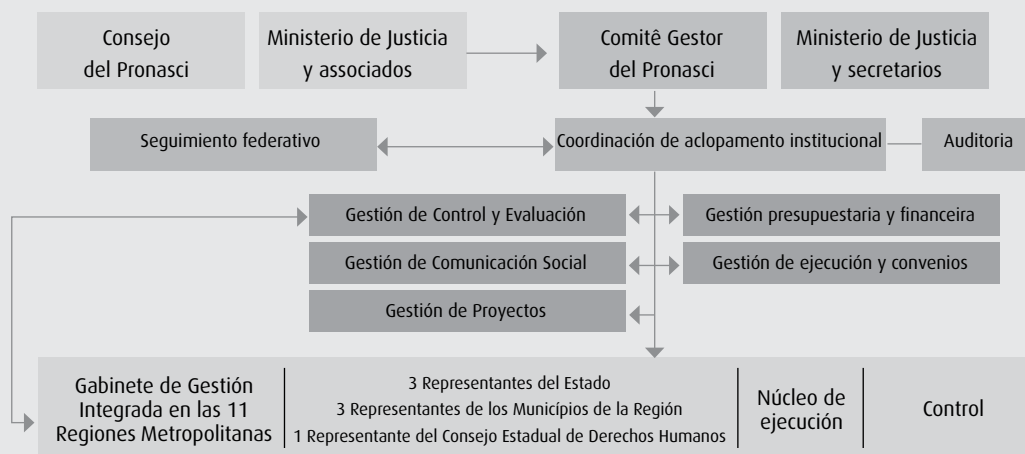 Consejo
del Pronasci
Ministerio de Justicia
y associados
Comitê Gestor
del Pronasci
Ministerio de Justicia
y secretarios
Seguimiento federativo
Coordinación de aclopamento institucional
Auditoria
Gestión de Control y Evaluación
Gestión presupuestaria y financeira
Gestión de Comunicación Social
Gestión de ejecución y convenios
Gestión de Proyectos
Gabinete de Gestión
Integrada en las 11
Regiones Metropolitanas
3 Representantes del Estado
3 Representantes de los Municípios de la Región
1 Representante del Consejo Estadual de Derechos Humanos
Núcleo de
ejecución
Control